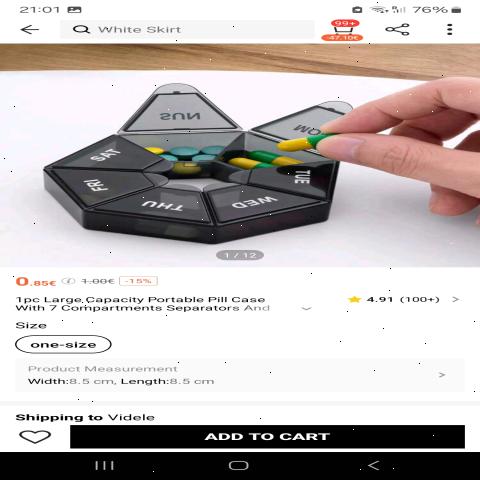 21:01 76%
White Skirt
99+
-47.10€
SUN
MON
SAT
TUE
FRI
THU
WED
1 / 12
0.85€ 1.00€ -15%
1pc Large Capacity Portable Pill Case
With 7 Compartments Separators And
4.91 (100+)
Size
one-size
Product Measurement
Width:8.5 cm, Length:8.5 cm
Shipping to Videle
ADD TO CART